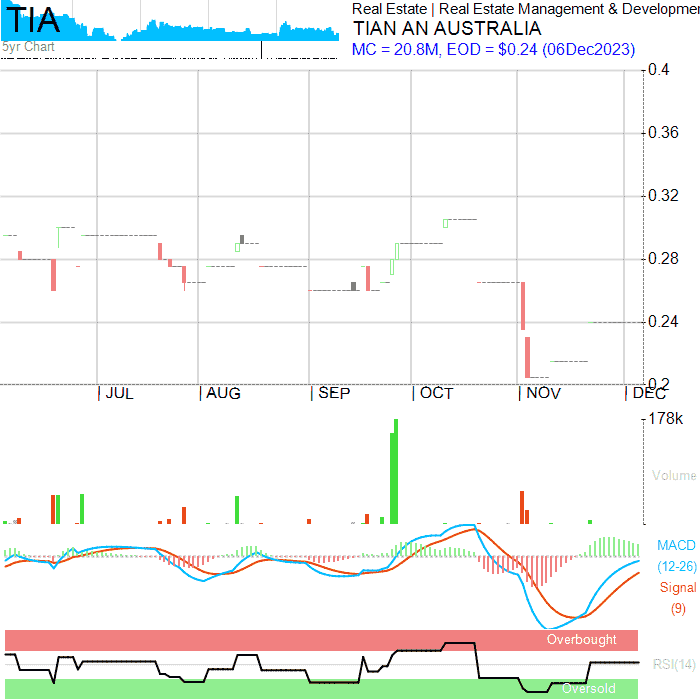 TIA
Real Estate | Real Estate Management & Developmen
TIAN AN AUSTRALIA
5yr Chart
MC = 20.8M, EOD = $0.24 (06Dec2023)
0.4
0.36
0.32
0.28
0.24
0.2
JUL
AUG
SEP
OCT
NOV
DEC
178k
Volume
MACD
(12-26)
Signal
(9)
Overbought
RSI(14)
Oversold